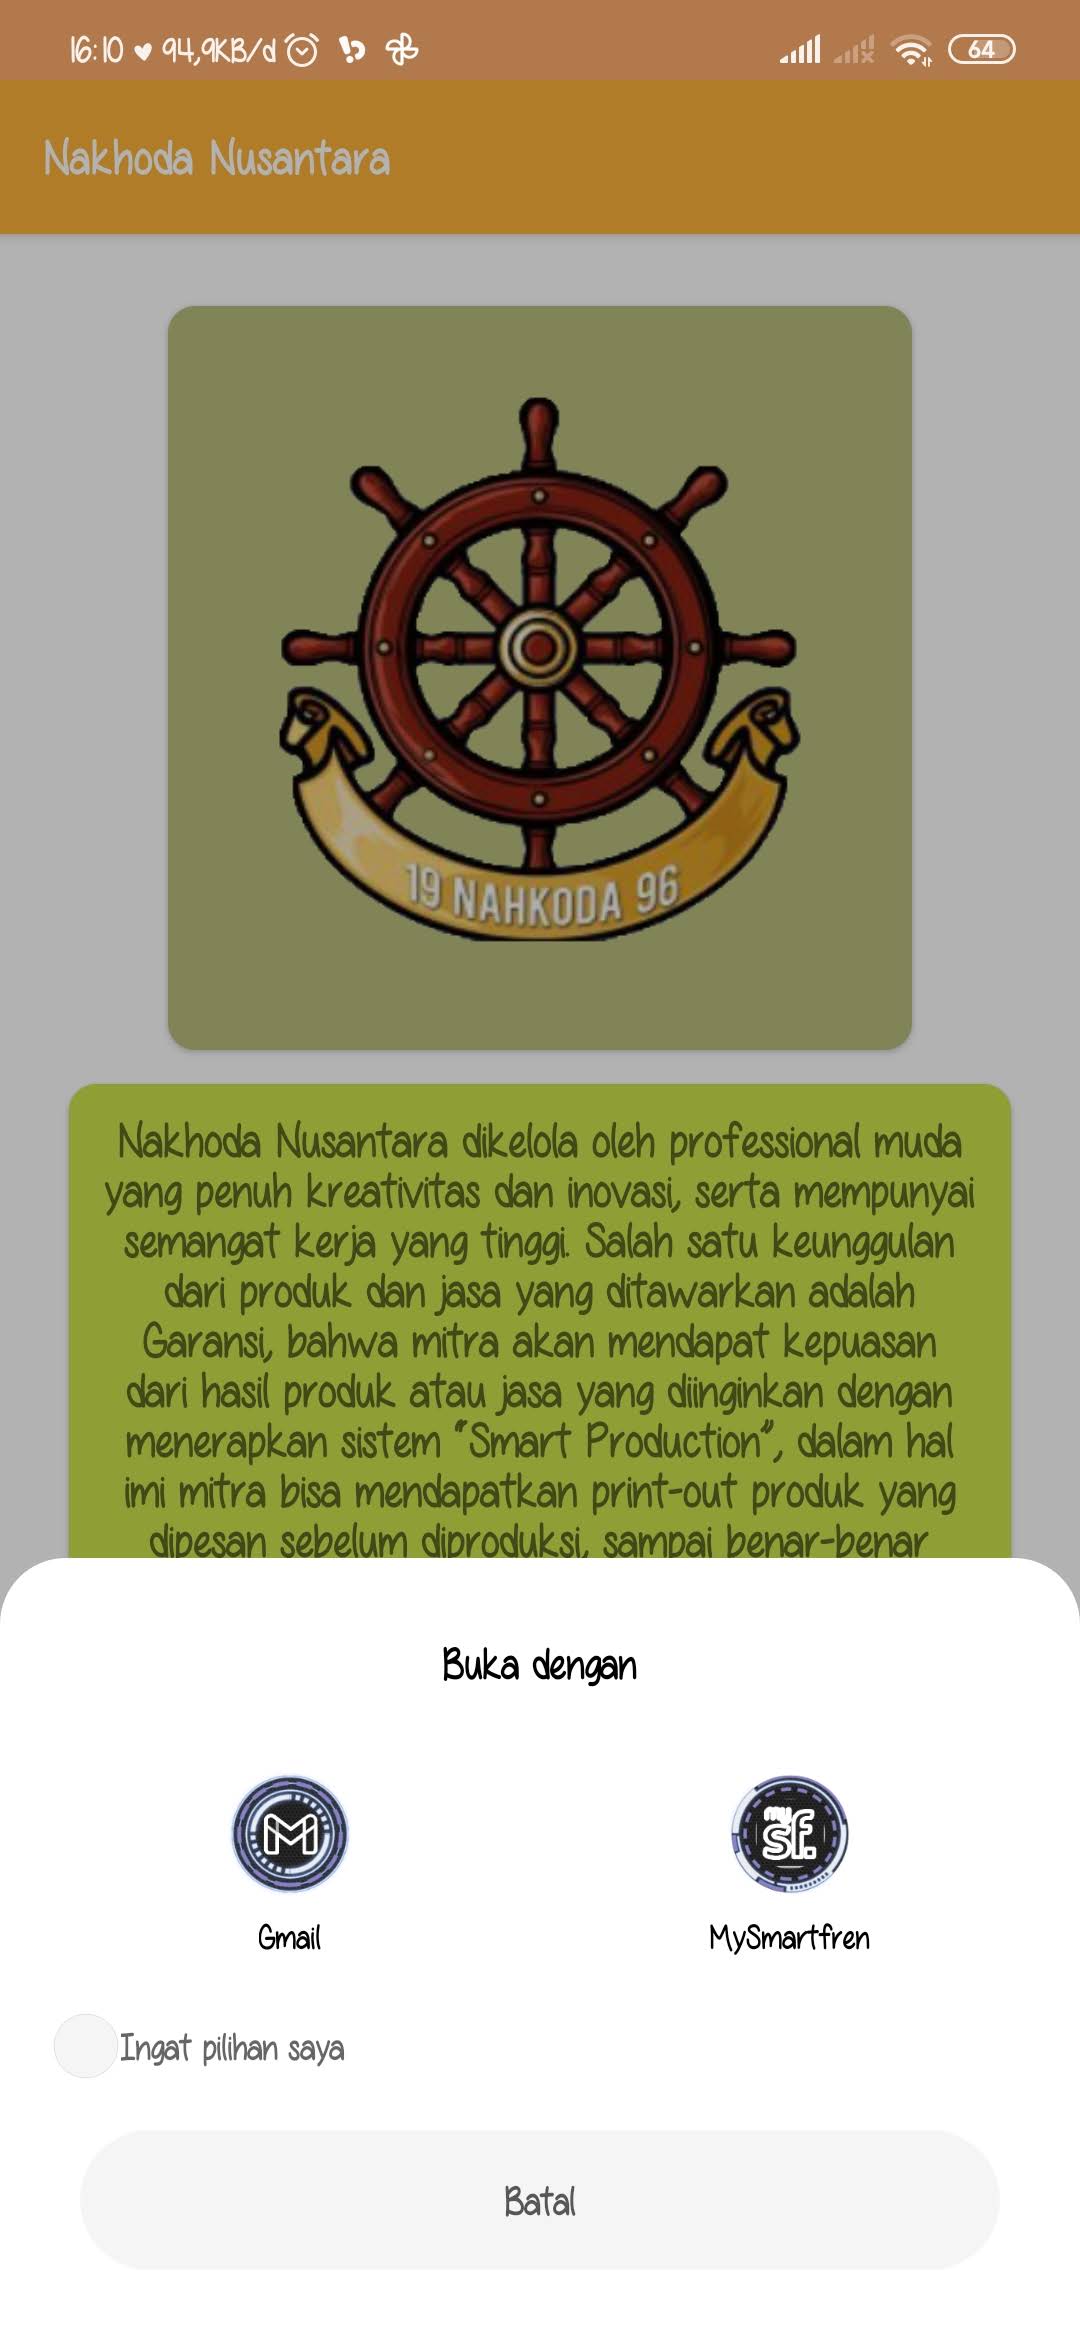 16:10 ♥ 94,9KB/d
64
Nakhoda Nusantara
19 NAHKODA 96
Nakhoda Nusantara dikelola oleh professional muda
yang penuh kreativitas dan inovasi, serta mempunyai
semangat kerja yang tinggi. Salah satu keunggulan
dari produk dan jasa yang ditawarkan adalah
Garansi, bahwa mitra akan mendapat kepuasan
dari hasil produk atau jasa yang diinginkan dengan
menerapkan sistem “Smart Production”, dalam hal
imi mitra bisa mendapatkan print-out produk yang
dipesan sebelum diproduksi, sampai benar-benar
Buka dengan
M
my
sf.
Gmail
MySmartfren
Ingat pilihan saya
Batal